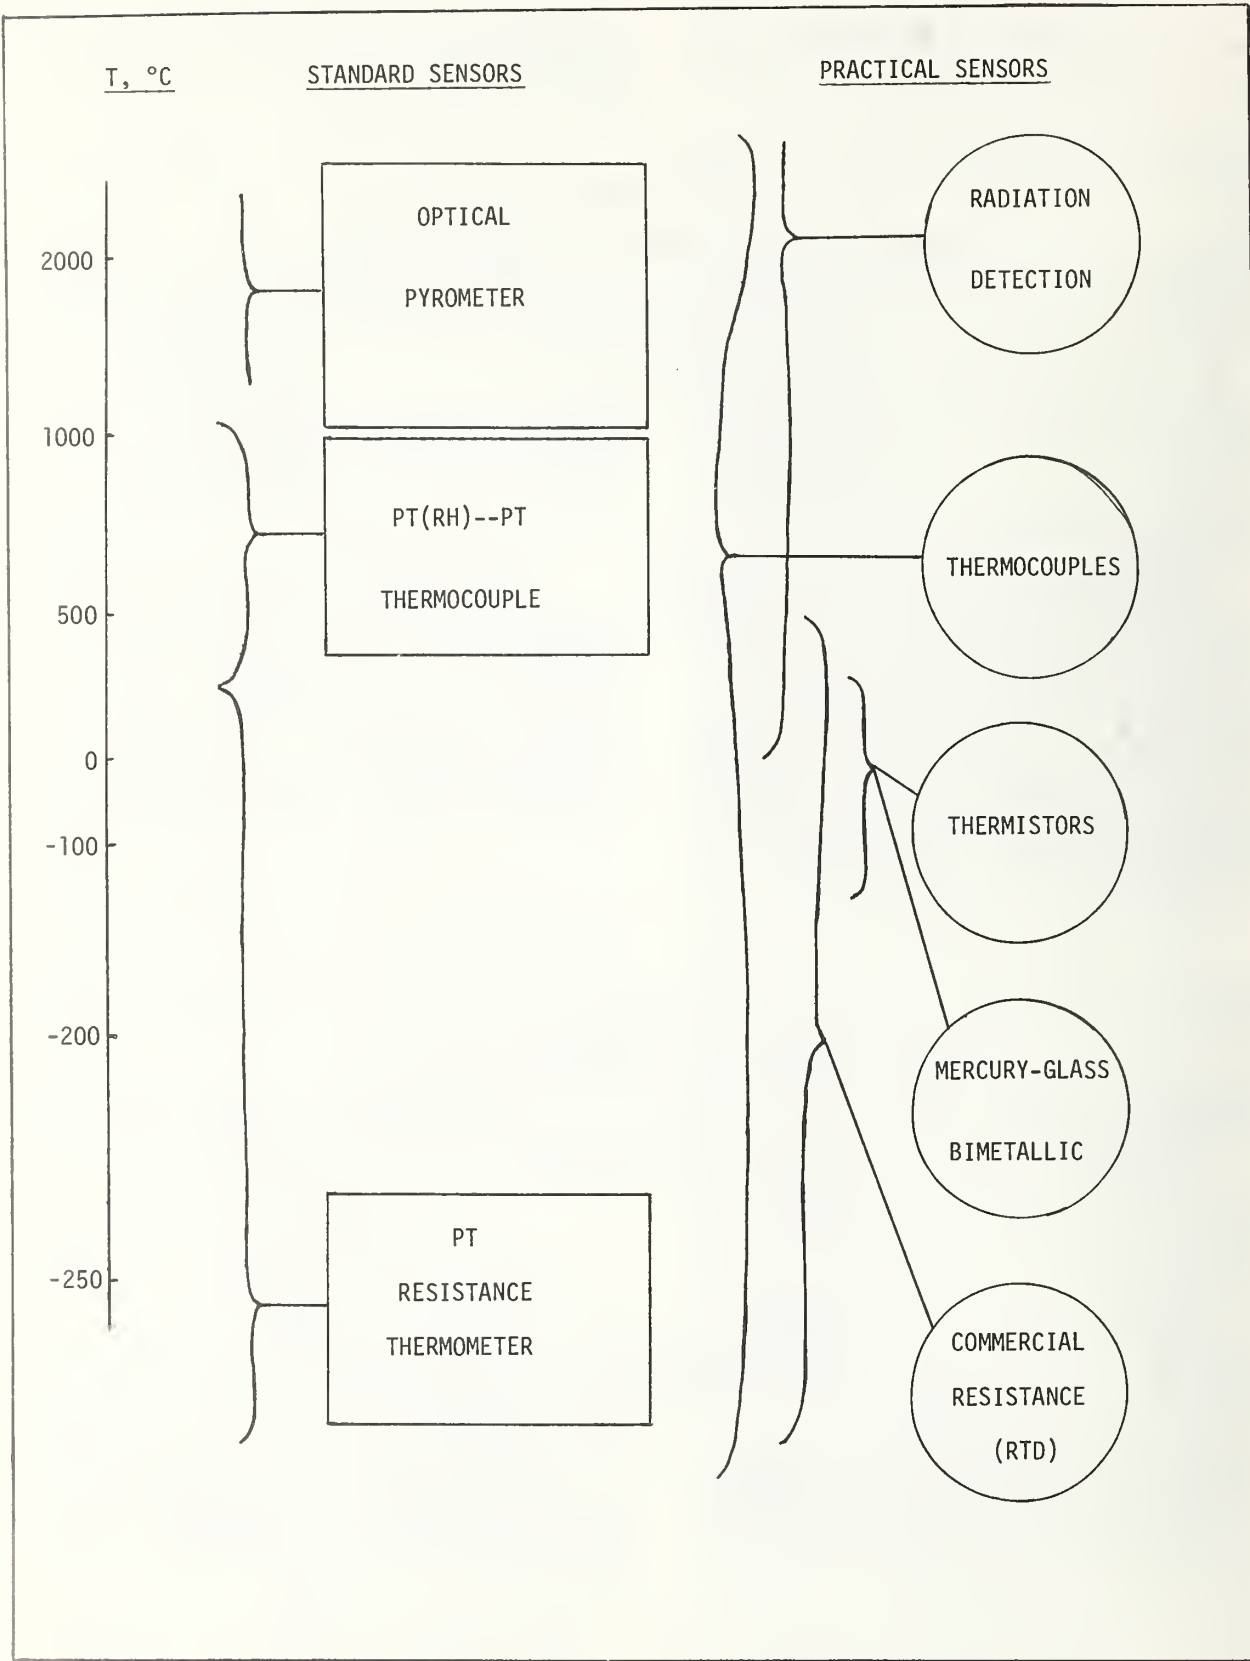 T, °C
STANDARD SENSORS
PRACTICAL SENSORS
2000
1000
500
0
-100
-200
-250
OPTICAL
PYROMETER
PT(RH)--PT
THERMOCOUPLE
PT
RESISTANCE
THERMOMETER
RADIATION
DETECTION
THERMOCOUPLES
THERMISTORS
MERCURY-GLASS
BIMETALLIC
COMMERCIAL
RESISTANCE
(RTD)